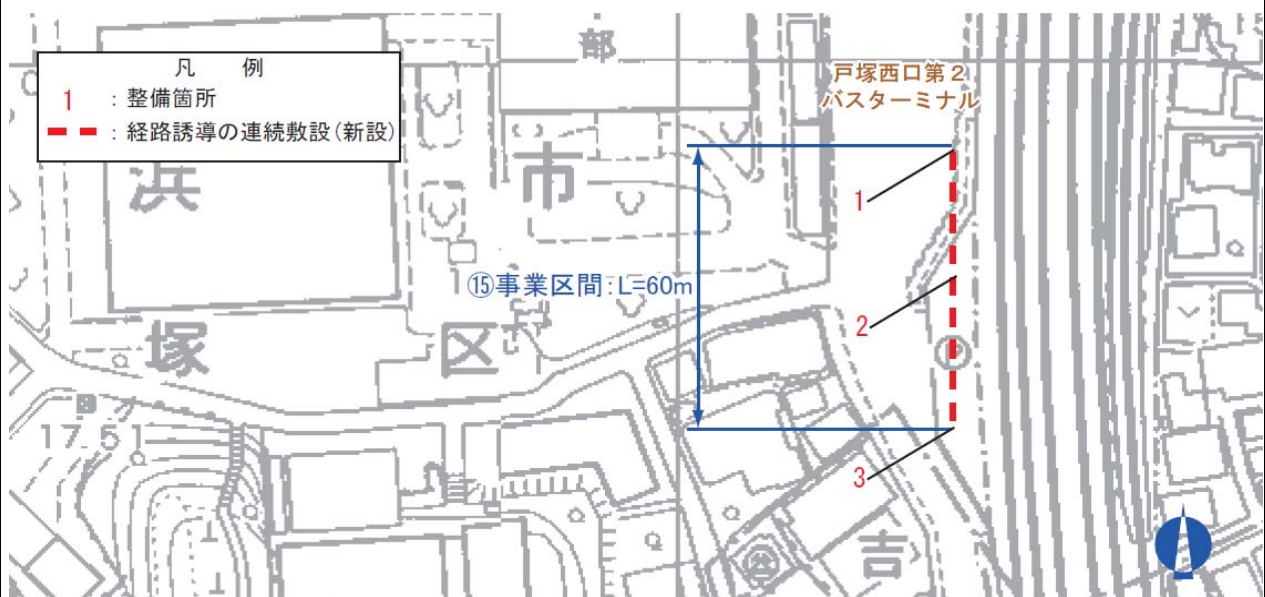 部
凡 例
1 : 整備箇所
: 経路誘導の連続敷設(新設)
戸塚西口第2
バスターミナル
浜
市
1
⑮事業区間:L=60m
2
塚
区
P
17.51
3
吉